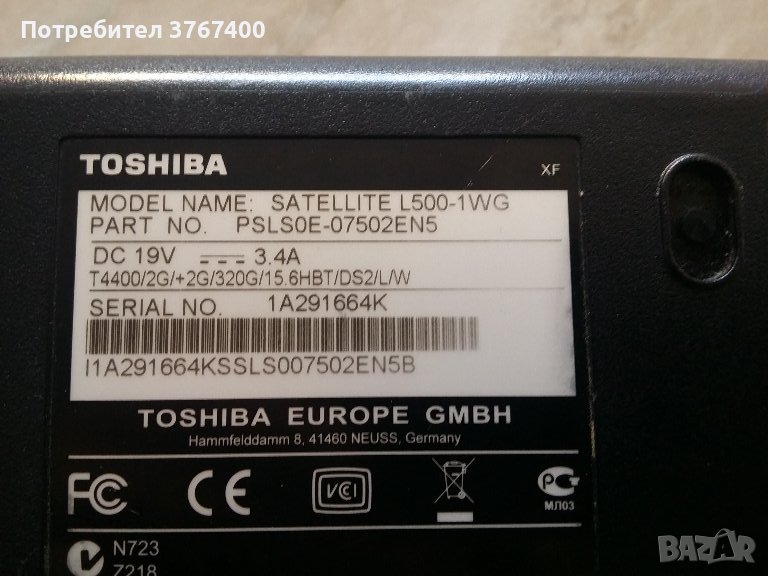 Потребител 3767400
TOSHIBA
XF
MODEL NAME: SATELLITE L500-1WG
PART NO. PSLS0E-07502EN5
DC 19V 3.4A
T4400/2G/+2G/320G/15.6HBT/DS2/L/W
SERIAL NO. 1A291664K
I1A291664KSSLS007502EN5B
TOSHIBA EUROPE GMBH
Hammfelddamm 8, 41460 NEUSS, Germany
FC CE VCI PG
МЛ03
N723
Z218
BAZAR